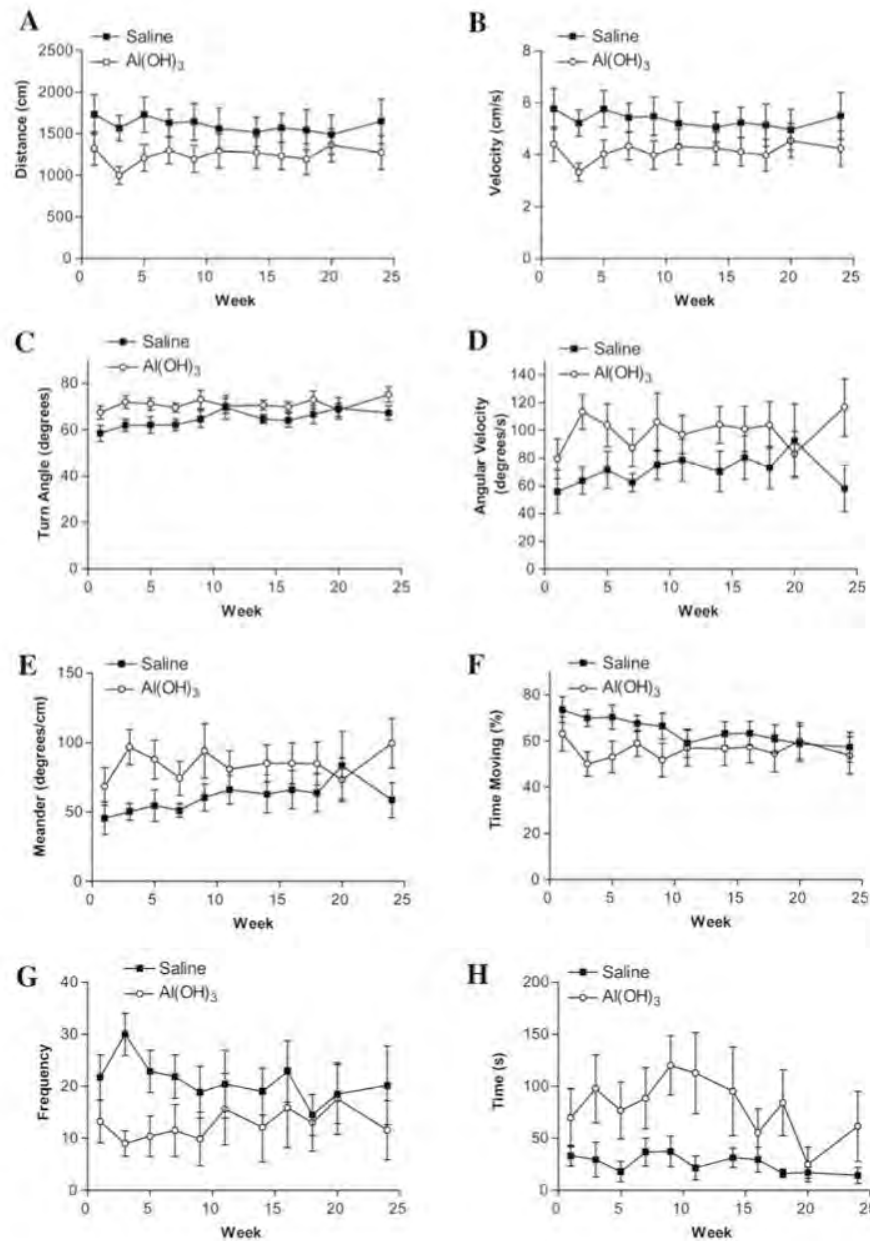 A
Saline
Al(OH)3
Distance (cm)
2500
2000
1500
1000
500
0
0 5 10 15 20 25
Week
B
Saline
Al(OH)3
Velocity (cm/s)
8
6
4
2
0
0 5 10 15 20 25
Week
C
Saline
Al(OH)3
Turn Angle (degrees)
80
60
40
20
0
0 5 10 15 20 25
Week
D
Saline
Al(OH)3
Angular Velocity
(degrees/s)
140
120
100
80
60
40
20
0
0 5 10 15 20 25
Week
E
Saline
Al(OH)3
Meander (degrees/cm)
150
100
50
0
0 5 10 15 20 25
Week
F
Saline
Al(OH)3
Time Moving (%)
80
60
40
20
0
0 5 10 15 20 25
Week
G
Saline
Al(OH)3
Frequency
40
30
20
10
0
0 5 10 15 20 25
Week
H
Saline
Al(OH)3
Time (s)
200
150
100
50
0
0 5 10 15 20 25
Week